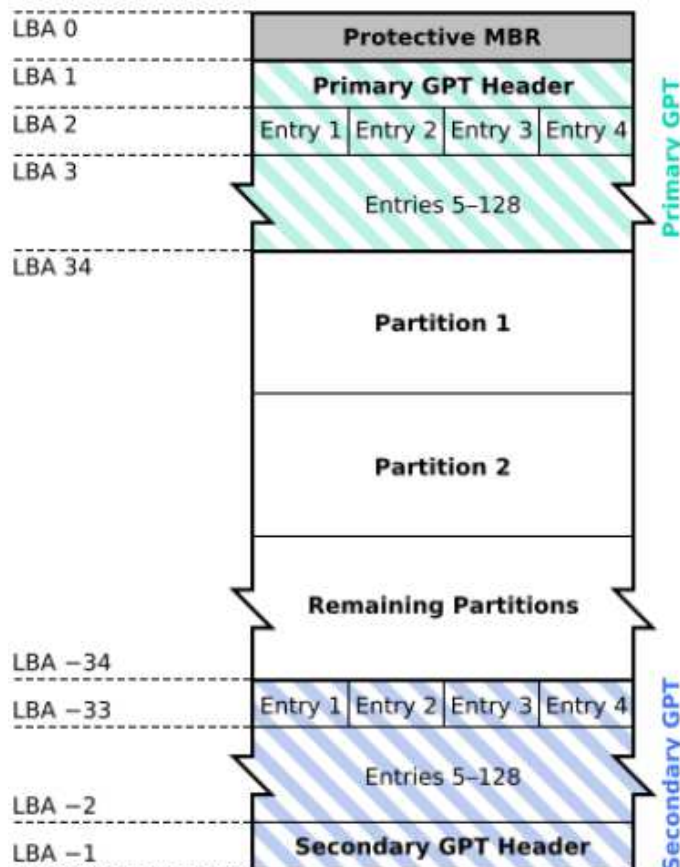 LBA 0
Protective MBR
LBA 1
Primary GPT Header
LBA 2
Entry 1 Entry 2 Entry 3 Entry 4
LBA 3
Entries 5–128
Primary GPT
LBA 34
Partition 1
Partition 2
Remaining Partitions
LBA −34
LBA −33
Entry 1 Entry 2 Entry 3 Entry 4
Entries 5–128
LBA −2
LBA −1
Secondary GPT Header
Secondary GPT